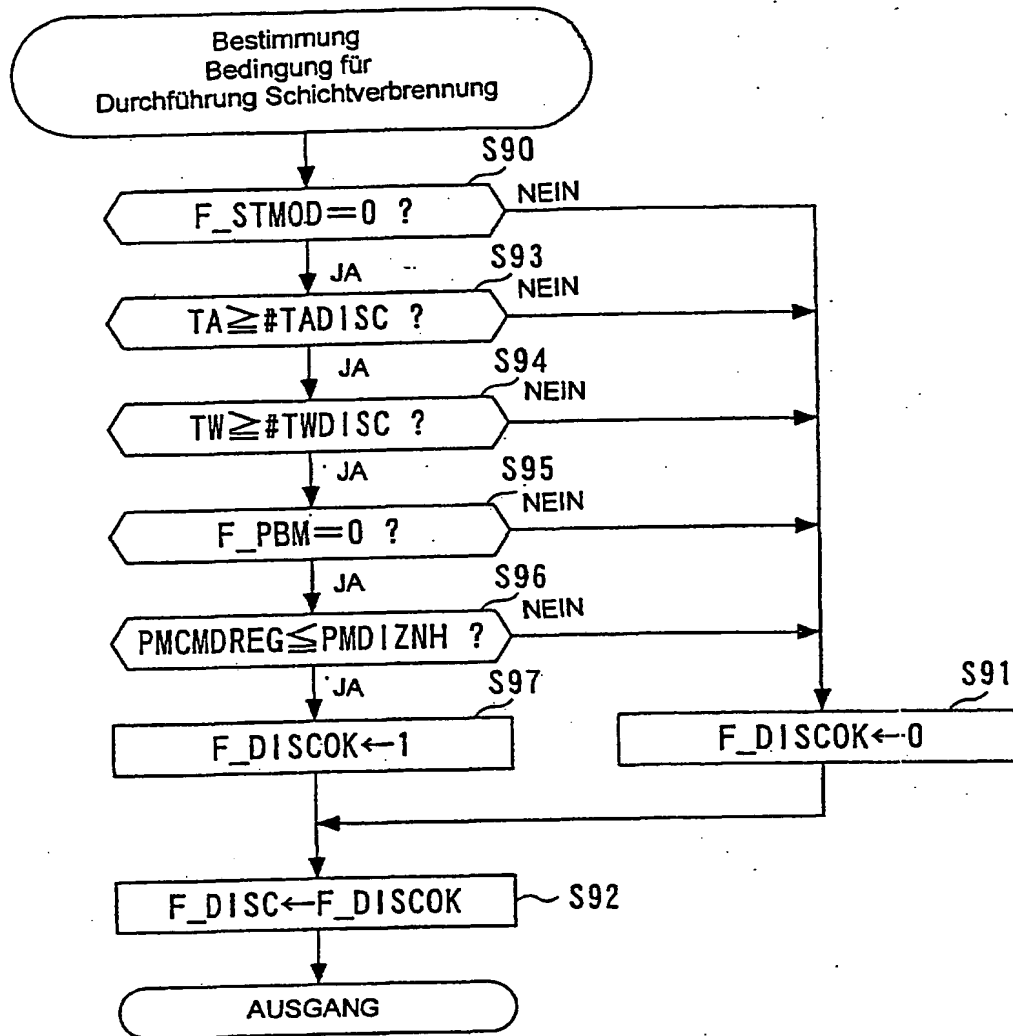 Bestimmung
Bedingung für
Durchführung Schichtverbrennung
S90
F_STMOD==0 ?
NEIN
JA
S93
TA≧#TADISC ?
NEIN
JA
S94
TW≧#TWDISC ?
NEIN
JA
S95
F_PBM==0 ?
NEIN
JA
S96
PMCMDREG≦PMDIZNH ?
NEIN
JA
S97
F_DISCOK←1
S91
F_DISCOK←0
F_DISC←F_DISCOK
S92
AUSGANG